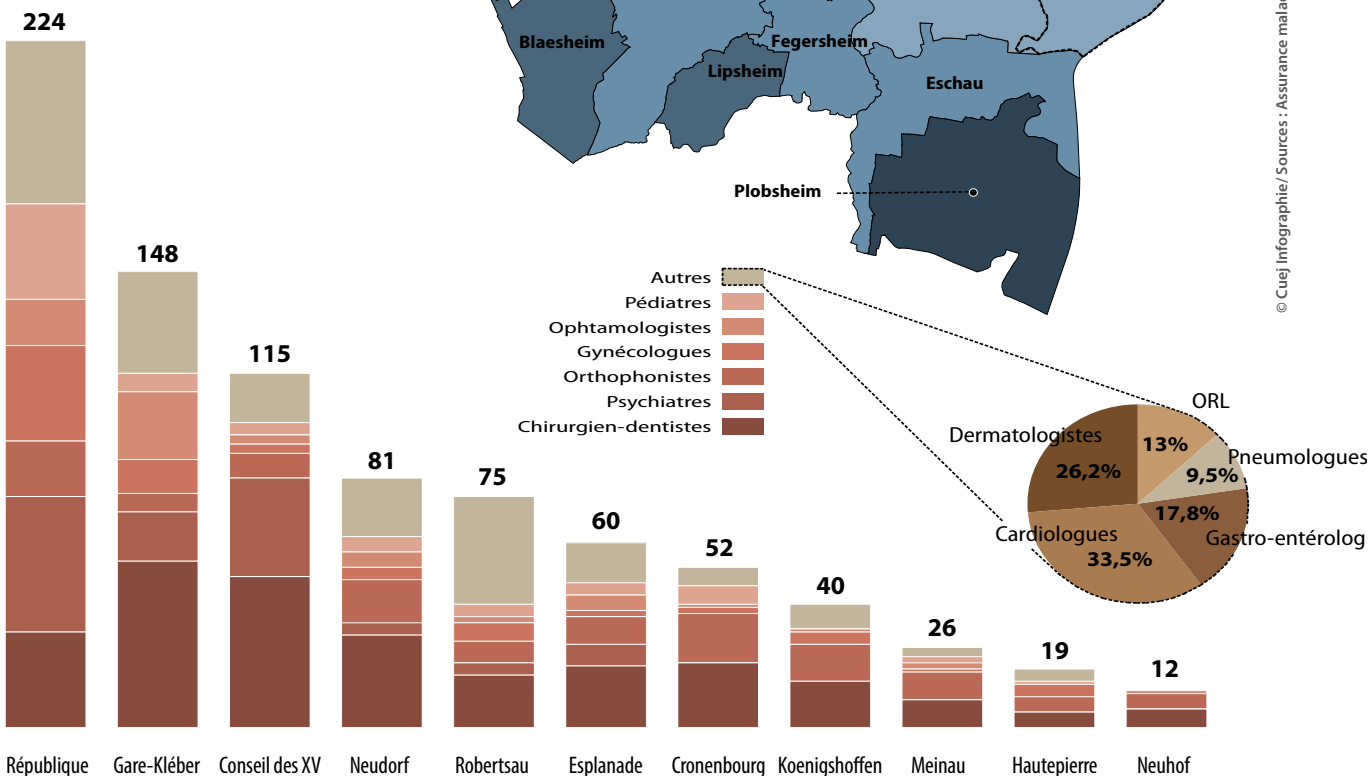 224
Blaesheim
Fegersheim
Lipsheim
Eschau
Plobsheim
© Cuej Infographie/ Sources : Assurance
148
Autres
Pédiatres
Ophtamologistes
Gynécologues
Orthophonistes
Psychiatres
Chirurgien-dentistes
115
81
75
60
52
40
26
19
12
ORL
13%
Dermatologistes
26,2%
Pneumologues
9,5%
17,8%
Gastro-entérolog
Cardiologues
33,5%
République
Gare-Kléber
Conseil des XV
Neudorf
Robertsau
Esplanade
Cronenbourg
Koenigshoffen
Meinau
Hautepierre
Neuhof